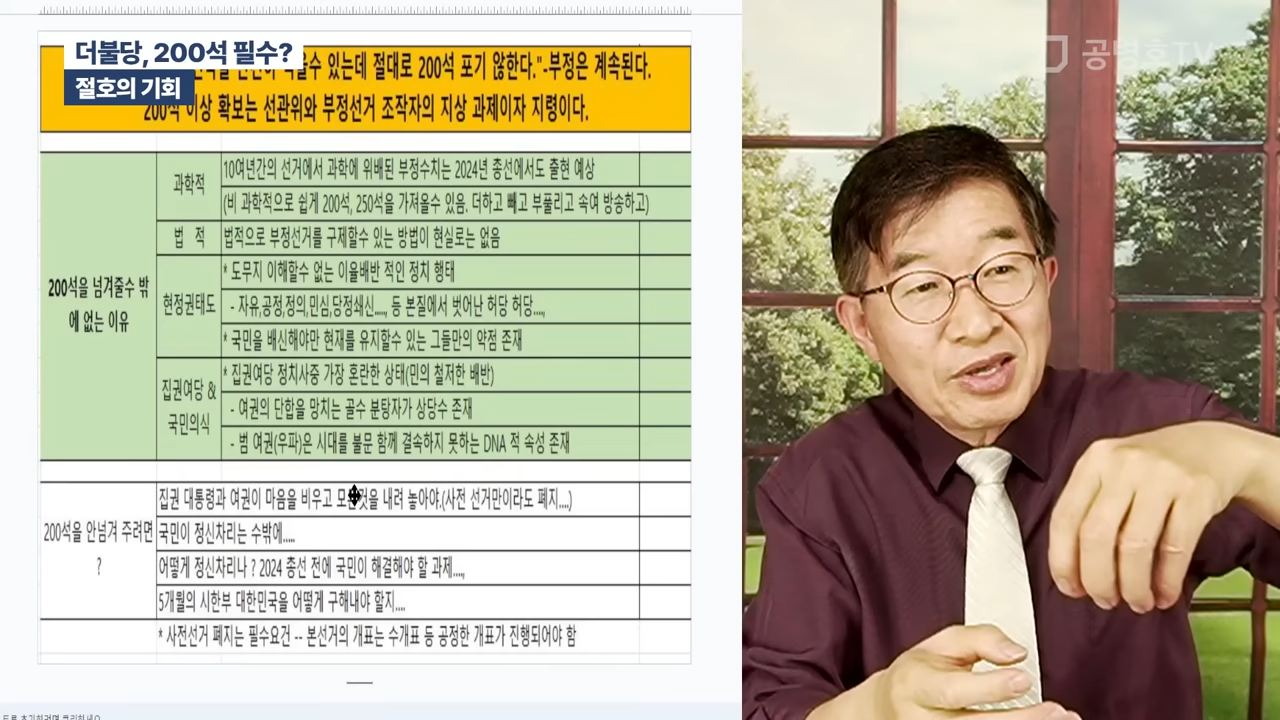 더불당, 200석 필수?
절호의 기회
있는데 절대로 200석 포기 않한다."-부정은 계속된다.
200석 이상 확보는 선관위와 부정선거 조작자의 지상 과제이자 지령이다.
200석을 넘겨줄수 밖
에 없는 이유
과학적
10여년간의 선거에서 과학에 위배된 부정수치는 2024년 총선에서도 출현 예상
(비 과학적으로 쉽게 200석, 250석을 가져올수 있음. 더하고 빼고 부풀리고 속여 방송하고)
법 적
법적으로 부정선거를 구제할수 있는 방법이 현실로는 없음
현정권태도
* 도무지 이해할수 없는 이율배반 적인 정치 행태
- 자유,공정,정의,민심,당정쇄신...., 등 본질에서 벗어난 허당 허당....,
* 국민을 배신해야만 현재를 유지할수 있는 그들만의 약점 존재
집권여당 &
국민의식
* 집권여당 정치사중 가장 혼란한 상태(민의 철저한 배반)
- 여권의 단합을 망치는 골수 분탕자가 상당수 존재
- 범 여권(우파)은 시대를 불문 함께 결속하지 못하는 DNA 적 속성 존재
200석을 안넘겨 주려면
?
집권 대통령과 여권이 마음을 비우고 모든것을 내려 놓아야.(사전 선거만이라도 폐지....)
국민이 정신차리는 수밖에.....
어떻게 정신차리나 ? 2024 총선 전에 국민이 해결해야 할 과제....,
5개월의 시한부 대한민국을 어떻게 구해내야 할지....
* 사전선거 폐지는 필수요건 -- 본선거의 개표는 수개표 등 공정한 개표가 진행되어야 함
공병호TV